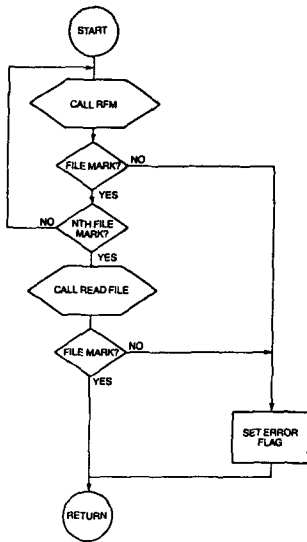 START
CALL RFM
FILE MARK?
NO
YES
NTH FILE
MARK?
NO
YES
CALL READ FILE
FILE MARK?
NO
YES
SET ERROR
FLAG
RETURN